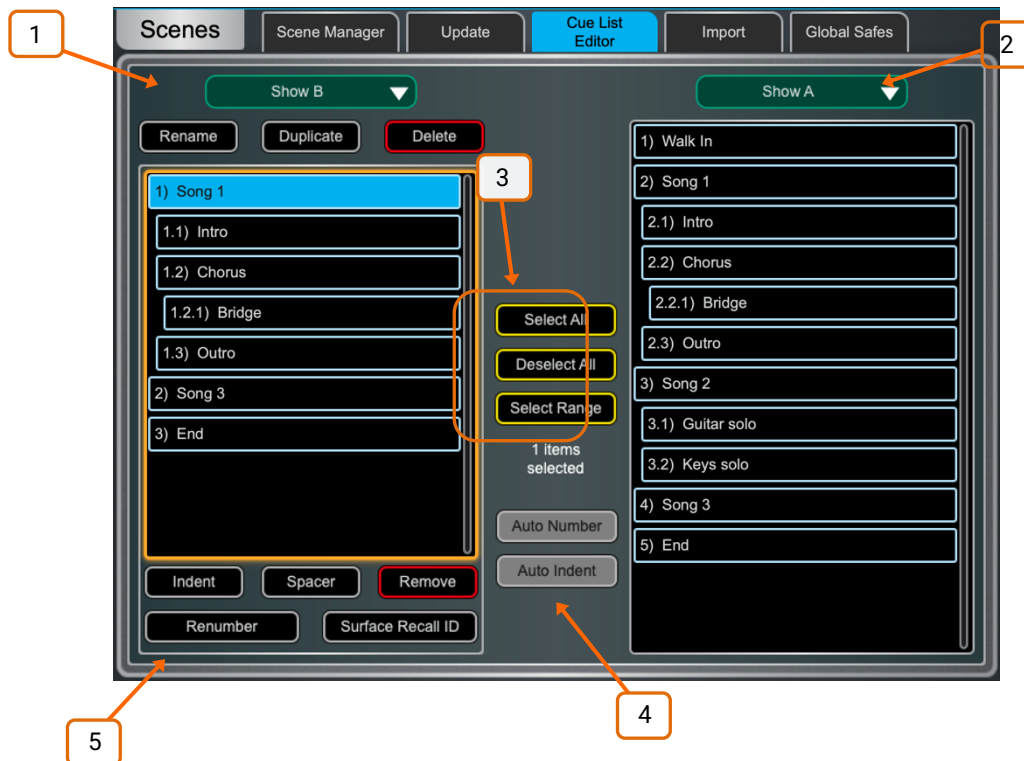 1
2
Scenes
Scene Manager
Update
Cue List
Editor
Import
Global Safes
Show B
Show A
Rename
Duplicate
Delete
1) Song 1
1.1) Intro
1.2) Chorus
1.2.1) Bridge
1.3) Outro
2) Song 3
3) End
Indent
Spacer
Remove
Renumber
Surface Recall ID
3
Select All
Deselect All
Select Range
1 items
selected
Auto Number
Auto Indent
1) Walk In
2) Song 1
2.1) Intro
2.2) Chorus
2.2.1) Bridge
2.3) Outro
3) Song 2
3.1) Guitar solo
3.2) Keys solo
4) Song 3
5) End
4
5